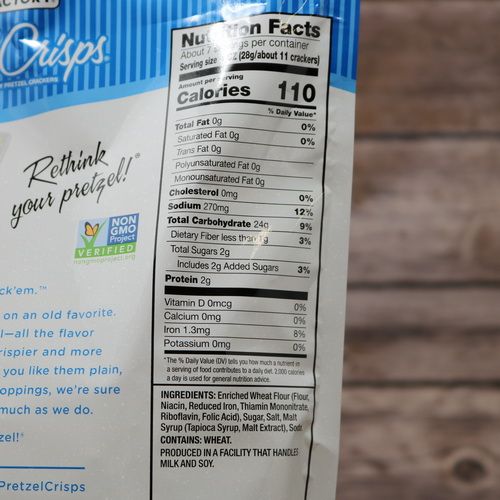 Crisps®
PRETZEL CRACKERS
Rethink
your pretzel!®
NON
GMO
Project
VERIFIED
nongmoproject.org
ck'em.™
on an old favorite.
l—all the flavor
rispier and more
you like them plain,
oppings, we're sure
much as we do.
zel!®
PretzelCrisps
Nutrition Facts
About 7 servings per container
Serving size (28g/about 11 crackers)
Amount per serving
Calories 110
% Daily Value*
Total Fat 0g 0%
Saturated Fat 0g 0%
Trans Fat 0g
Polyunsaturated Fat 0g
Monounsaturated Fat 0g
Cholesterol 0mg 0%
Sodium 270mg 12%
Total Carbohydrate 24g 9%
Dietary Fiber less than 1g 3%
Total Sugars 2g
Includes 2g Added Sugars 3%
Protein 2g
Vitamin D 0mcg 0%
Calcium 0mg 0%
Iron 1.3mg 8%
Potassium 0mg 0%
*The % Daily Value (DV) tells you how much a nutrient in
a serving of food contributes to a daily diet. 2,000 calories
a day is used for general nutrition advice.
INGREDIENTS: Enriched Wheat Flour (Flour,
Niacin, Reduced Iron, Thiamin Mononitrate,
Riboflavin, Folic Acid), Sugar, Salt, Malt
Syrup (Tapioca Syrup, Malt Extract), Sod
CONTAINS: WHEAT.
PRODUCED IN A FACILITY THAT HANDLES
MILK AND SOY.